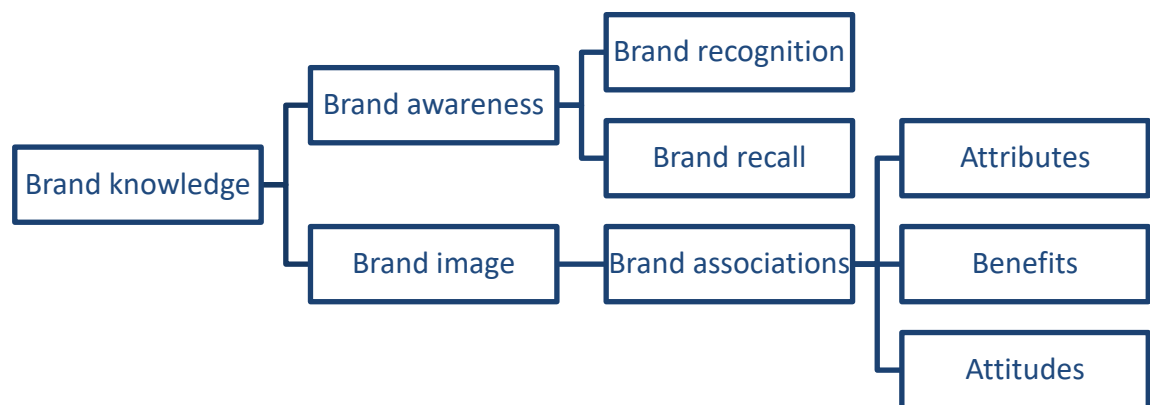 Brand recognition
Brand awareness
Brand recall
Attributes
Brand knowledge
Brand image
Brand associations
Benefits
Attitudes